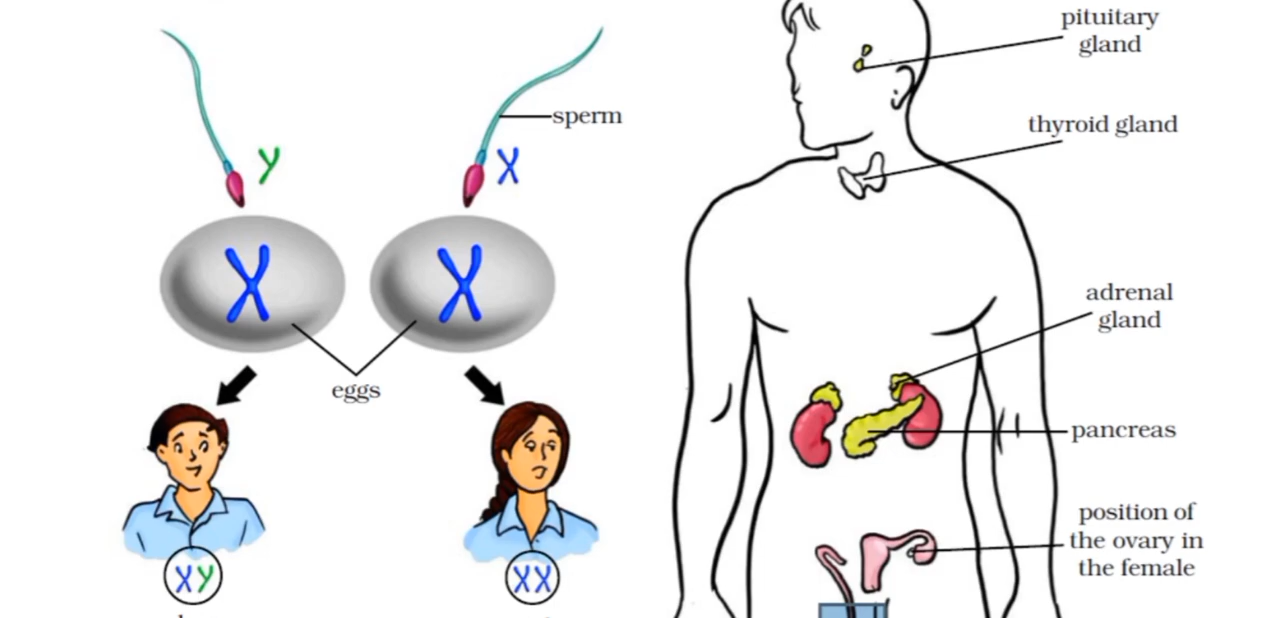 Y
X
sperm
X
X
eggs
XY
XX
pituitary
gland
thyroid gland
adrenal
gland
pancreas
position of
the ovary in
the female